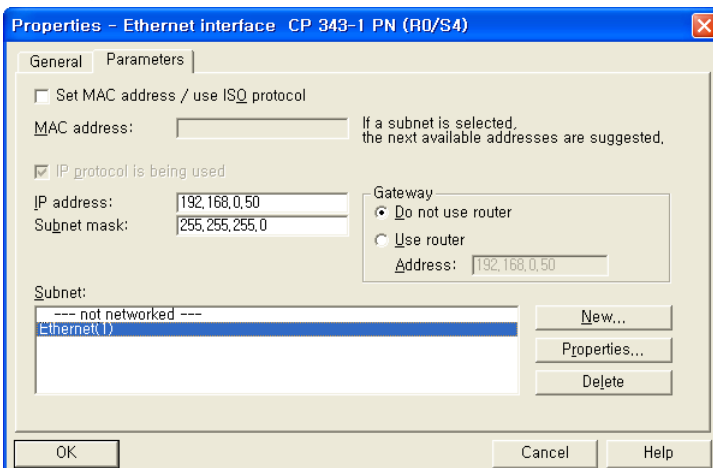 Properties - Ethernet interface  CP 343-1 PN (R0/S4)
General
Parameters
Set MAC address / use ISO protocol
MAC address:
If a subnet is selected,
the next available addresses are suggested.
IP protocol is being used
IP address:
192,168,0,50
Subnet mask:
255,255,255,0
Gateway
Do not use router
Use router
Address:
192,168,0,50
Subnet:
--- not networked ---
Ethernet(1)
New...
Properties...
Delete
OK
Cancel
Help